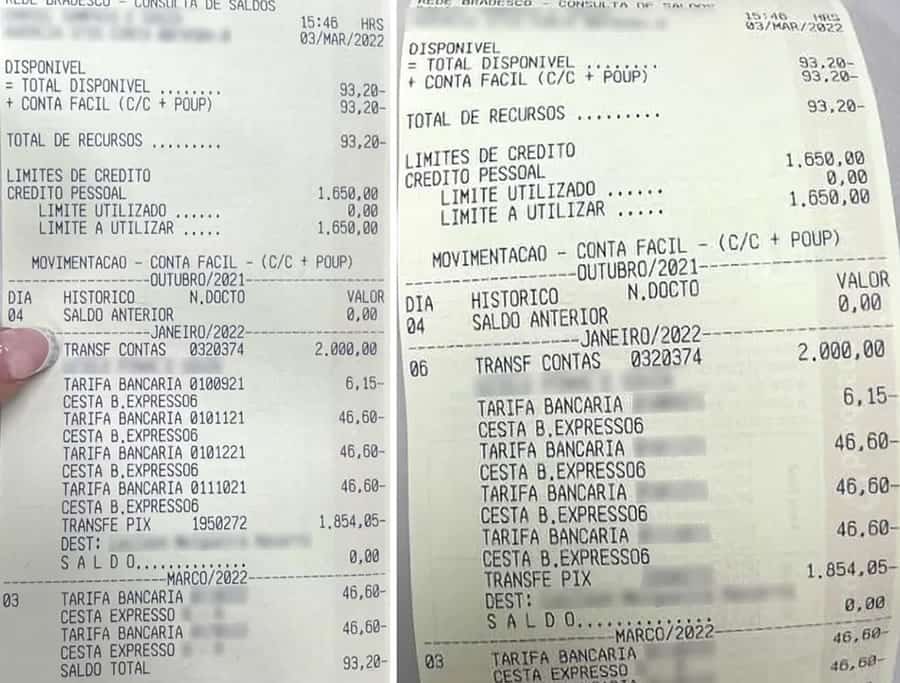 REDE BRADESCO - CONSULTA DE SALDOS
15:46 HRS
03/MAR/2022
DISPONIVEL
= TOTAL DISPONIVEL ........ 93,20-
+ CONTA FACIL (C/C + POUP) 93,20-
TOTAL DE RECURSOS ......... 93,20-
LIMITES DE CREDITO
CREDITO PESSOAL 1.650,00
LIMITE UTILIZADO ...... 0,00
LIMITE A UTILIZAR ..... 1.650,00
MOVIMENTACAO - CONTA FACIL - (C/C + POUP)
-------------------OUTUBRO/2021-------------------
DIA HISTORICO N.DOCTO VALOR
04 SALDO ANTERIOR 0,00
-------------------JANEIRO/2022-------------------
TRANSF CONTAS 0320374 2.000,00
TARIFA BANCARIA 0100921 6,15-
CESTA B.EXPRESSO6
TARIFA BANCARIA 0101121 46,60-
CESTA B.EXPRESSO6
TARIFA BANCARIA 0101221 46,60-
CESTA B.EXPRESSO6
TARIFA BANCARIA 0111021 46,60-
CESTA B.EXPRESSO6
TRANSFE PIX 1950272 1.854,05-
DEST:
S A L D O.............. 0,00
--------------------MARCO/2022--------------------
03 TARIFA BANCARIA 46,60-
CESTA EXPRESSO
TARIFA BANCARIA 46,60-
CESTA EXPRESSO
SALDO TOTAL 93,20-
REDE BRADESCO - CONSULTA DE SALDOS
15:46 HRS
03/MAR/2022
DISPONIVEL
= TOTAL DISPONIVEL ........ 93,20-
+ CONTA FACIL (C/C + POUP) 93,20-
TOTAL DE RECURSOS ......... 93,20-
LIMITES DE CREDITO
CREDITO PESSOAL 1.650,00
LIMITE UTILIZADO ...... 0,00
LIMITE A UTILIZAR ..... 1.650,00
MOVIMENTACAO - CONTA FACIL - (C/C + POUP)
-------------------OUTUBRO/2021-------------------
DIA HISTORICO N.DOCTO VALOR
04 SALDO ANTERIOR 0,00
-------------------JANEIRO/2022-------------------
06 TRANSF CONTAS 0320374 2.000,00
TARIFA BANCARIA 6,15-
CESTA B.EXPRESSO6
TARIFA BANCARIA 46,60-
CESTA B.EXPRESSO6
TARIFA BANCARIA 46,60-
CESTA B.EXPRESSO6
TARIFA BANCARIA 46,60-
CESTA B.EXPRESSO6
TRANSFE PIX 1.854,05-
DEST:
S A L D O.............. 0,00
--------------------MARCO/2022--------------------
03 TARIFA BANCARIA 46,60-
CESTA EXPRESSO 46,60-